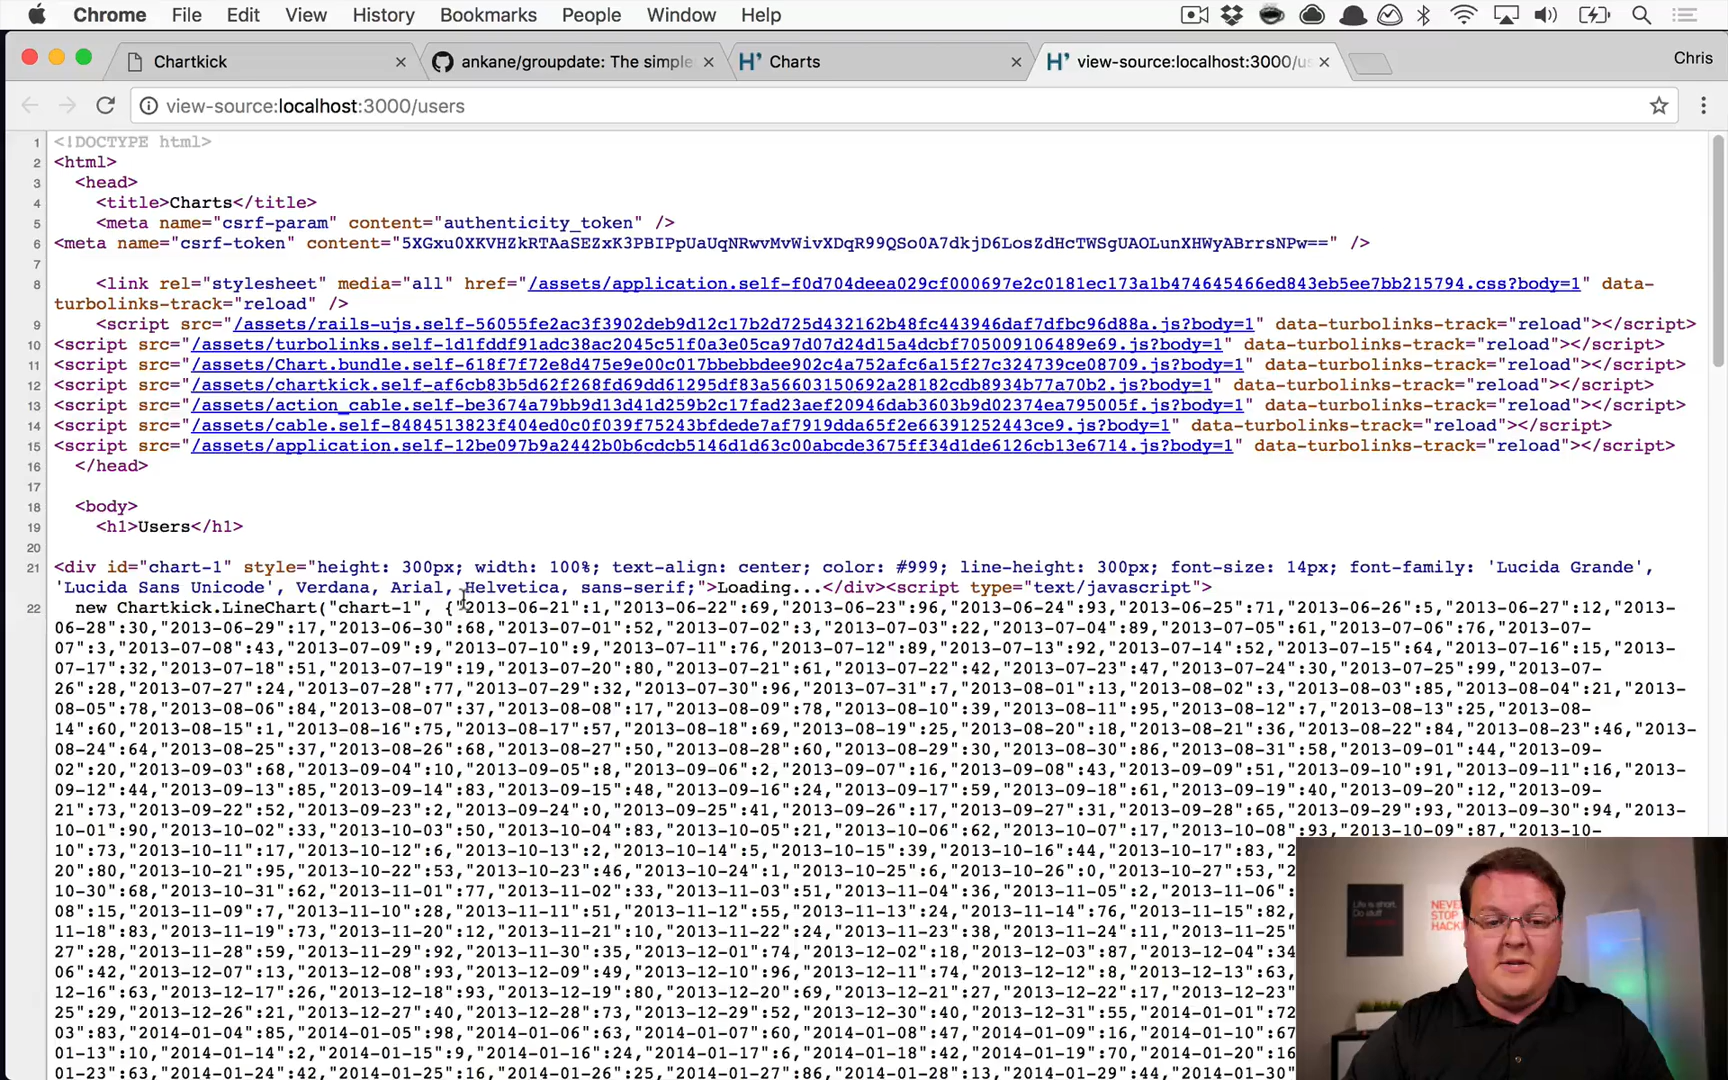 Chrome File Edit View History Bookmarks People Window Help
Chartkick ankane/groupdate: The simple Charts view-source:localhost:3000/us Chris
view-source:localhost:3000/users
1 <!DOCTYPE html>
2 <html>
3 <head>
4 <title>Charts</title>
5 <meta name="csrf-param" content="authenticity_token" />
6 <meta name="csrf-token" content="5XGxu0XKVHZkRTAaSEZxK3PBIPpUaUqNRwvMvWivXDqR99QSo0A7dkjD6LosZdHcTWSgUAOLunXHWyABrrsNPw==" />
7
8 <link rel="stylesheet" media="all" href="/assets/application.self-f0d704deea029cf000697e2c0181ec173a1b474645466ed843eb5ee7bb215794.css?body=1" data-
turbolinks-track="reload" />
9 <script src="/assets/rails-ujs.self-56055fe2ac3f3902deb9d12c17b2d725d432162b48fc443946daf7dfbc96d88a.js?body=1" data-turbolinks-track="reload"></script>
10 <script src="/assets/turbolinks.self-1d1fddf91adc38ac2045c51f0a3e05ca97d07d24d15a4dcbf705009106489e69.js?body=1" data-turbolinks-track="reload"></script>
11 <script src="/assets/Chart.bundle.self-618f7f72e8d475e9e00c017bbebbdee902c4a752afc6a15f27c324739ce08709.js?body=1" data-turbolinks-track="reload"></script>
12 <script src="/assets/chartkick.self-af6cb83b5d62f268fd69dd61295df83a56603150692a28182cdb8934b77a70b2.js?body=1" data-turbolinks-track="reload"></script>
13 <script src="/assets/action_cable.self-be3674a79bb9d13d41d259b2c17fad23aef20946dab3603b9d02374ea795005f.js?body=1" data-turbolinks-track="reload"></script>
14 <script src="/assets/cable.self-8484513823f404ed0c0f039f75243bfdede7af7919dda65f2e66391252443ce9.js?body=1" data-turbolinks-track="reload"></script>
15 <script src="/assets/application.self-12be097b9a2442b0b6cdcb5146d1d63c00abcde3675ff34d1de6126cb13e6714.js?body=1" data-turbolinks-track="reload"></script>
16 </head>
17
18 <body>
19 <h1>Users</h1>
20
21 <div id="chart-1" style="height: 300px; width: 100%; text-align: center; color: #999; line-height: 300px; font-size: 14px; font-family: 'Lucida Grande',
'Lucida Sans Unicode', Verdana, Arial, Helvetica, sans-serif;">Loading...</div><script type="text/javascript">
22 new Chartkick.LineChart("chart-1", {"2013-06-21":1,"2013-06-22":69,"2013-06-23":96,"2013-06-24":93,"2013-06-25":71,"2013-06-26":5,"2013-06-27":12,"2013-
06-28":30,"2013-06-29":17,"2013-06-30":68,"2013-07-01":52,"2013-07-02":3,"2013-07-03":22,"2013-07-04":89,"2013-07-05":61,"2013-07-06":76,"2013-07-
07":3,"2013-07-08":43,"2013-07-09":9,"2013-07-10":9,"2013-07-11":76,"2013-07-12":89,"2013-07-13":92,"2013-07-14":52,"2013-07-15":64,"2013-07-16":15,"2013-
07-17":32,"2013-07-18":51,"2013-07-19":19,"2013-07-20":80,"2013-07-21":61,"2013-07-22":42,"2013-07-23":47,"2013-07-24":30,"2013-07-25":99,"2013-07-
26":28,"2013-07-27":24,"2013-07-28":77,"2013-07-29":32,"2013-07-30":96,"2013-07-31":7,"2013-08-01":13,"2013-08-02":3,"2013-08-03":85,"2013-08-04":21,"2013-
08-05":78,"2013-08-06":84,"2013-08-07":37,"2013-08-08":17,"2013-08-09":78,"2013-08-10":39,"2013-08-11":95,"2013-08-12":7,"2013-08-13":25,"2013-08-
14":60,"2013-08-15":1,"2013-08-16":75,"2013-08-17":57,"2013-08-18":69,"2013-08-19":25,"2013-08-20":18,"2013-08-21":36,"2013-08-22":84,"2013-08-23":46,"2013-
08-24":64,"2013-08-25":37,"2013-08-26":68,"2013-08-27":50,"2013-08-28":60,"2013-08-29":30,"2013-08-30":86,"2013-08-31":58,"2013-09-01":44,"2013-09-
02":20,"2013-09-03":68,"2013-09-04":10,"2013-09-05":8,"2013-09-06":2,"2013-09-07":16,"2013-09-08":43,"2013-09-09":51,"2013-09-10":91,"2013-09-11":16,"2013-
09-12":44,"2013-09-13":85,"2013-09-14":83,"2013-09-15":48,"2013-09-16":24,"2013-09-17":59,"2013-09-18":61,"2013-09-19":40,"2013-09-20":12,"2013-09-
21":73,"2013-09-22":52,"2013-09-23":2,"2013-09-24":0,"2013-09-25":41,"2013-09-26":17,"2013-09-27":31,"2013-09-28":65,"2013-09-29":93,"2013-09-30":94,"2013-
10-01":90,"2013-10-02":33,"2013-10-03":50,"2013-10-04":83,"2013-10-05":21,"2013-10-06":62,"2013-10-07":17,"2013-10-08":93,"2013-10-09":87,"2013-10-
10":73,"2013-10-11":17,"2013-10-12":6,"2013-10-13":2,"2013-10-14":5,"2013-10-15":39,"2013-10-16":44,"2013-10-17":83,"2
20":80,"2013-10-21":95,"2013-10-22":53,"2013-10-23":46,"2013-10-24":1,"2013-10-25":6,"2013-10-26":0,"2013-10-27":53,"2
10-30":68,"2013-10-31":62,"2013-11-01":77,"2013-11-02":33,"2013-11-03":51,"2013-11-04":36,"2013-11-05":2,"2013-11-06":
08":15,"2013-11-09":7,"2013-11-10":28,"2013-11-11":51,"2013-11-12":55,"2013-11-13":24,"2013-11-14":76,"2013-11-15":82,
11-18":83,"2013-11-19":73,"2013-11-20":12,"2013-11-21":10,"2013-11-22":24,"2013-11-23":38,"2013-11-24":11,"2013-11-25"
27":28,"2013-11-28":59,"2013-11-29":92,"2013-11-30":35,"2013-12-01":74,"2013-12-02":18,"2013-12-03":87,"2013-12-04":34
06":42,"2013-12-07":13,"2013-12-08":93,"2013-12-09":49,"2013-12-10":96,"2013-12-11":74,"2013-12-12":8,"2013-12-13":63,
12-16":63,"2013-12-17":26,"2013-12-18":93,"2013-12-19":80,"2013-12-20":69,"2013-12-21":27,"2013-12-22":17,"2013-12-23"
25":29,"2013-12-26":21,"2013-12-27":40,"2013-12-28":73,"2013-12-29":52,"2013-12-30":40,"2013-12-31":55,"2014-01-01":72
03":83,"2014-01-04":85,"2014-01-05":98,"2014-01-06":63,"2014-01-07":60,"2014-01-08":47,"2014-01-09":16,"2014-01-10":67
01-13":10,"2014-01-14":2,"2014-01-15":9,"2014-01-16":24,"2014-01-17":6,"2014-01-18":42,"2014-01-19":70,"2014-01-20":16
01-23":63,"2014-01-24":42,"2014-01-25":16,"2014-01-26":25,"2014-01-27":86,"2014-01-28":13,"2014-01-29":44,"2014-01-30"
Life is short.
Do stuff
NEVER
STOP
HACKI